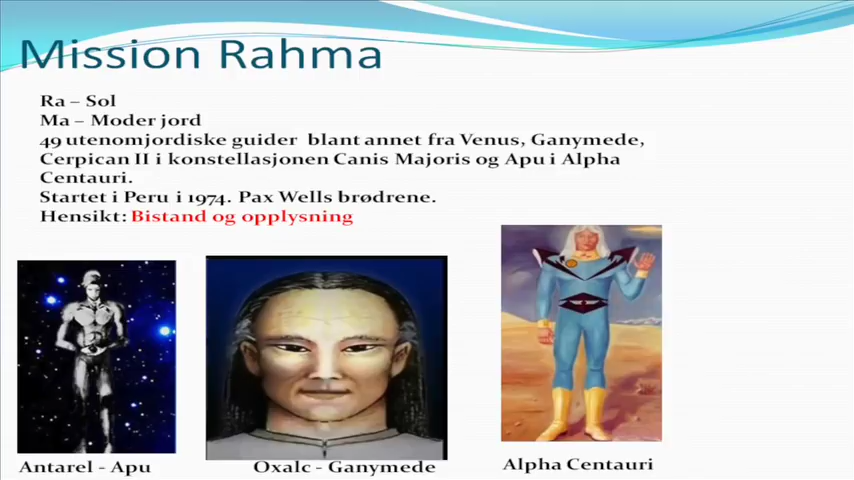 Mission Rahma
Ra – Sol
Ma – Moder jord
49 utenomjordiske guider blant annet fra Venus, Ganymede,
Cerpican II i konstellasjonen Canis Majoris og Apu i Alpha
Centauri.
Startet i Peru i 1974. Pax Wells brødrene.
Hensikt: Bistand og opplysning
Antarel - Apu
Oxalc - Ganymede
Alpha Centauri